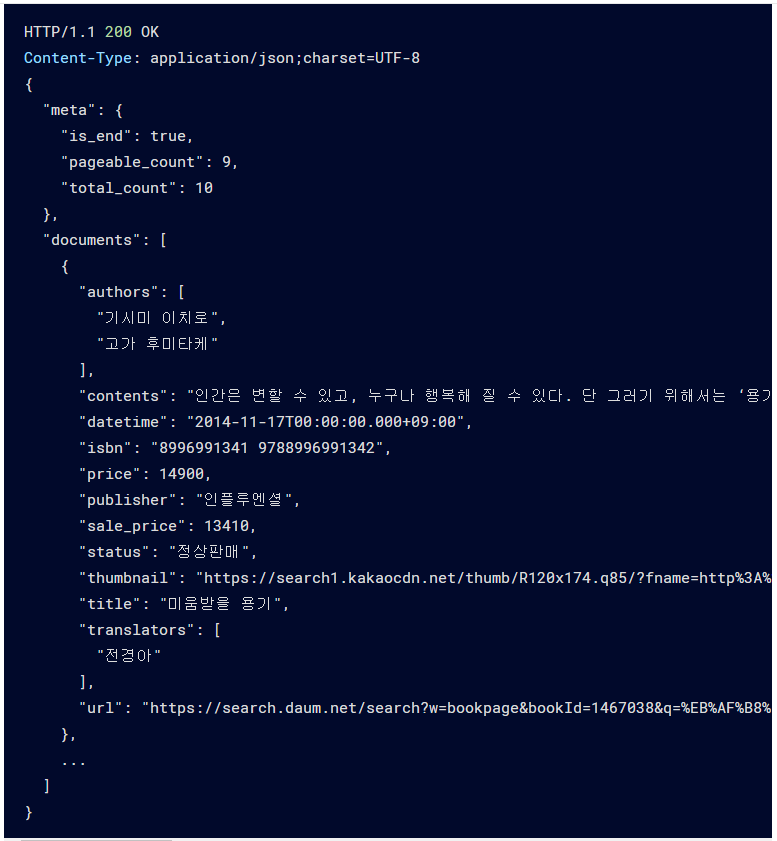 HTTP/1.1 200 OK
Content-Type: application/json;charset=UTF-8
{
  "meta": {
    "is_end": true,
    "pageable_count": 9,
    "total_count": 10
  },
  "documents": [
    {
      "authors": [
        "기시미 이치로",
        "고가 후미타케"
      ],
      "contents": "인간은 변할 수 있고, 누구나 행복해 질 수 있다. 단 그러기 위해서는 ‘용기
      "datetime": "2014-11-17T00:00:00.000+09:00",
      "isbn": "8996991341 9788996991342",
      "price": 14900,
      "publisher": "인플루엔셜",
      "sale_price": 13410,
      "status": "정상판매",
      "thumbnail": "https://search1.kakaocdn.net/thumb/R120x174.q85/?fname=http%3A%
      "title": "미움받을 용기",
      "translators": [
        "전경아"
      ],
      "url": "https://search.daum.net/search?w=bookpage&bookId=1467038&q=%EB%AF%B8%
    },
    ...
  ]
}